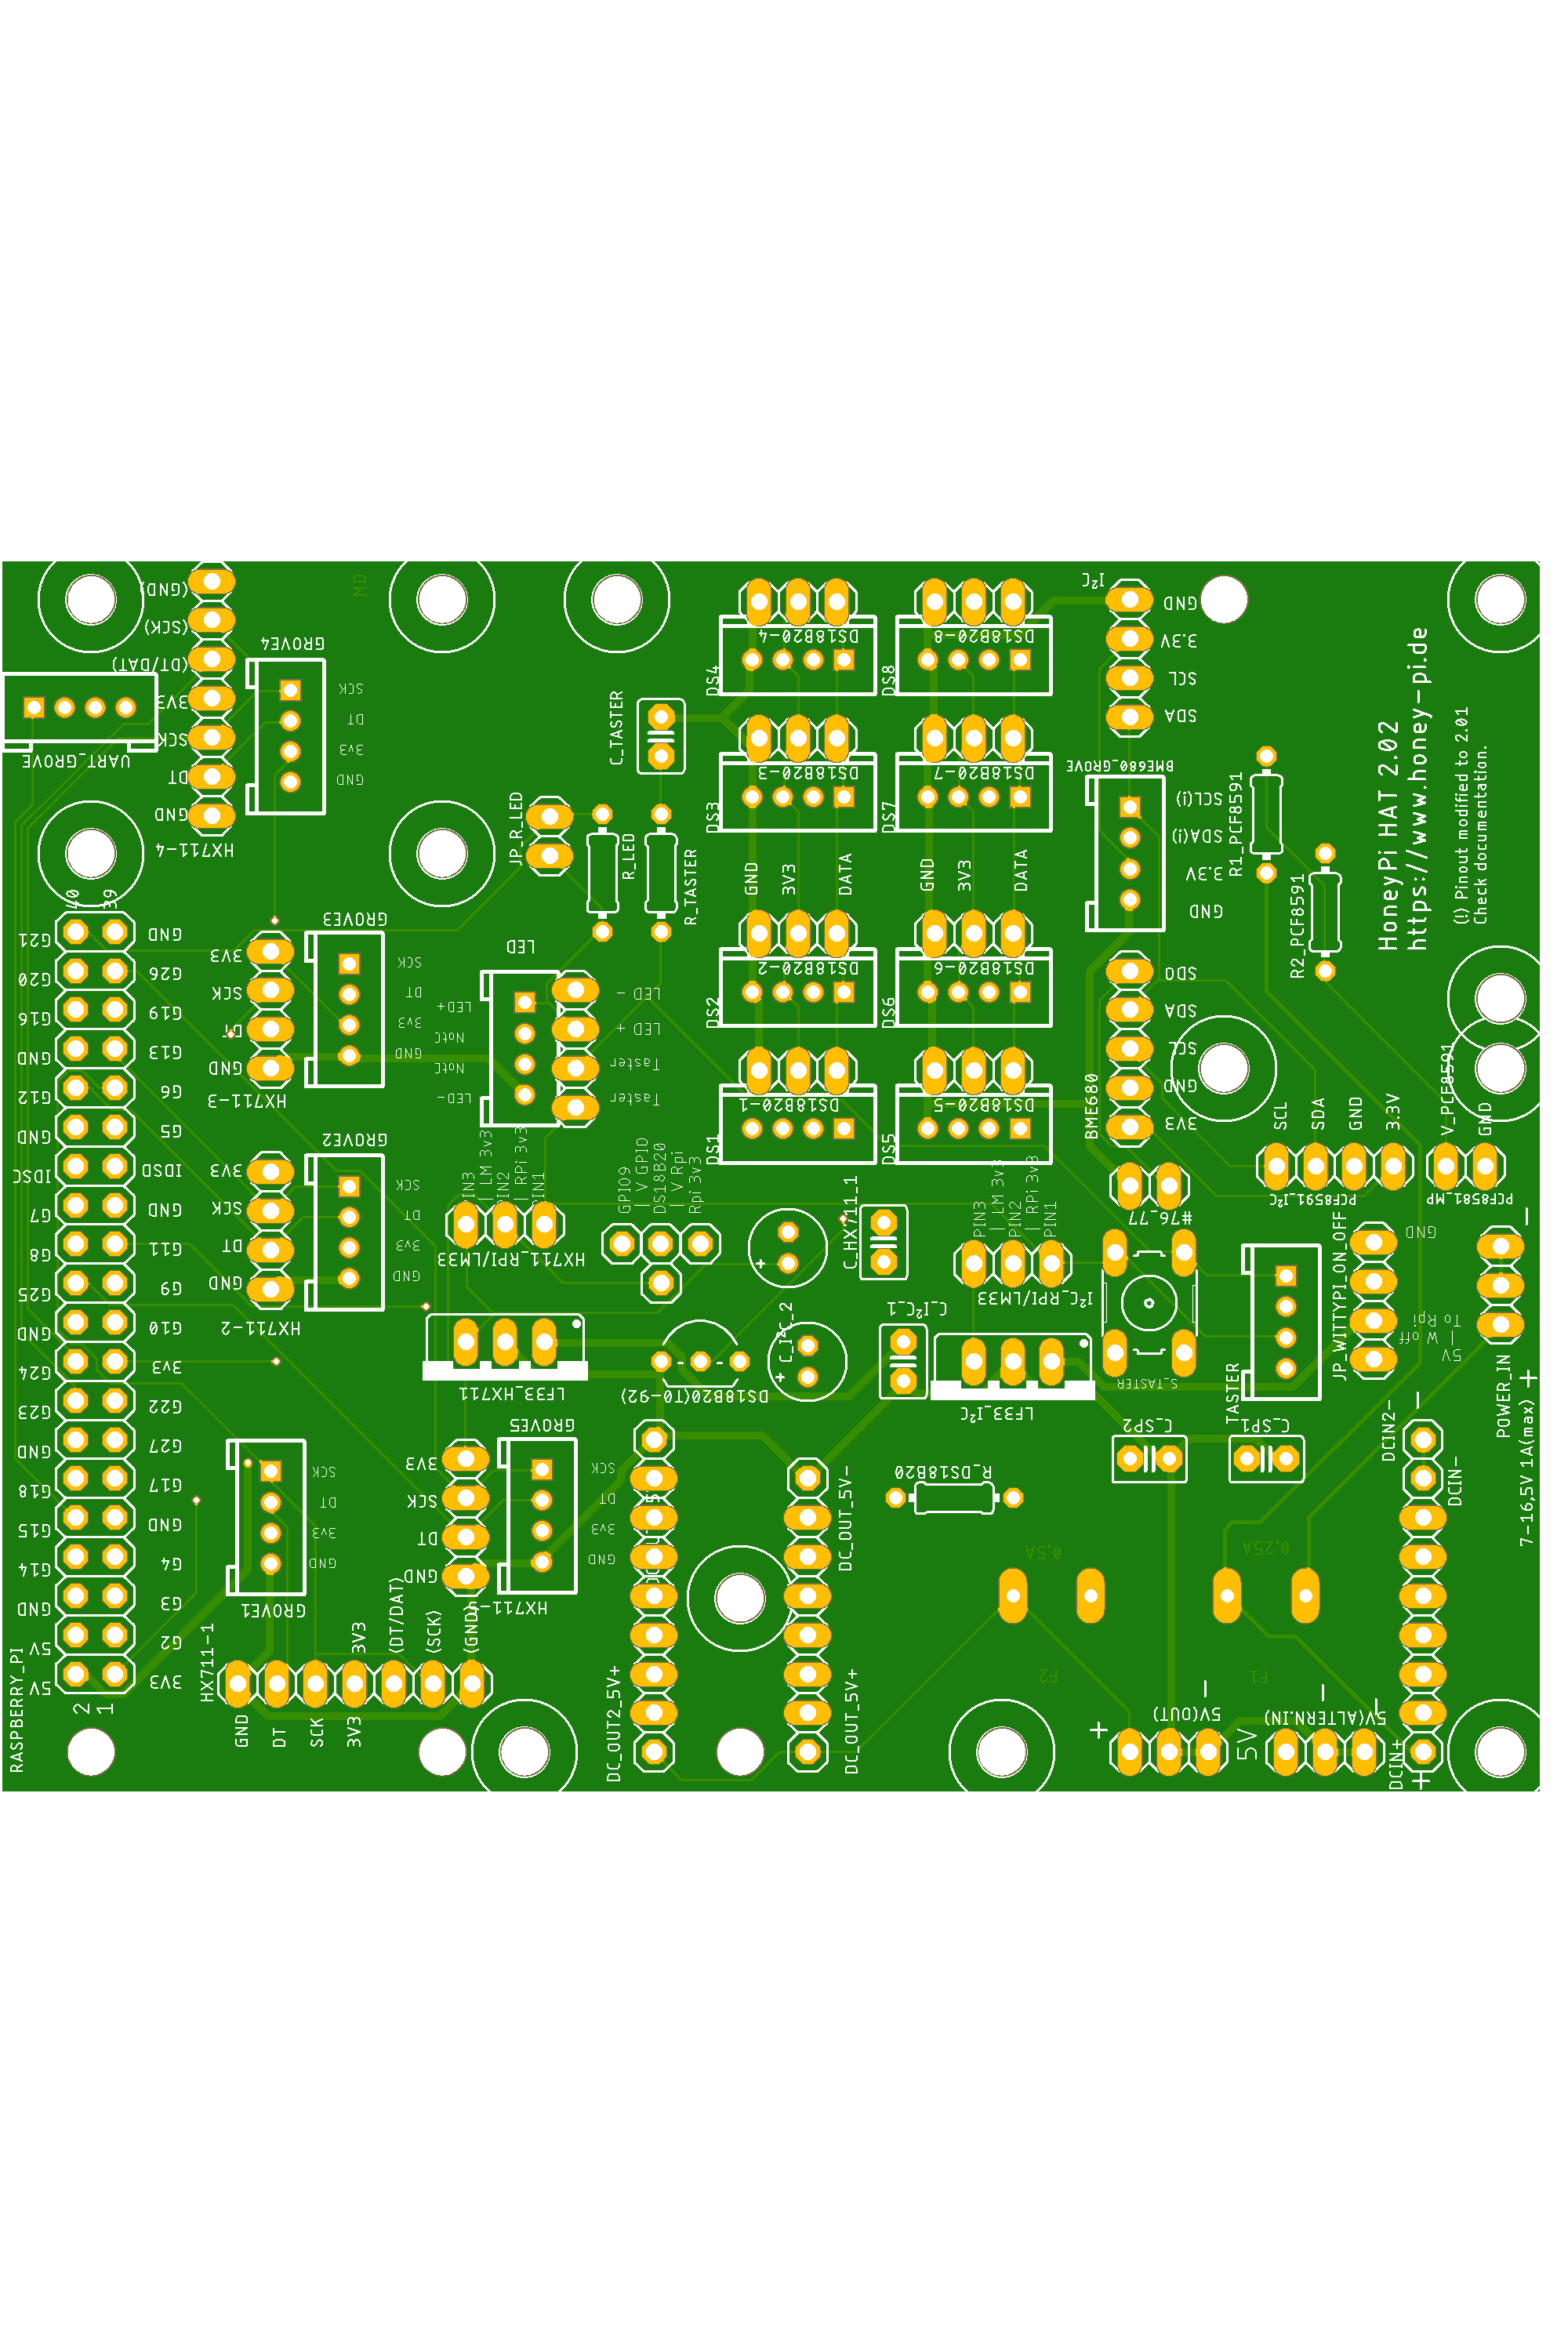 (GND)
(SCK)
(DT/DAT)
3V3
SCK
DT
GND
HX711-4
MD
GROVE4
SCK
DT
3v3
GND
UART_GROVE
40
39
G21
GND
G20
G26
G16
G19
GND
G13
G12
G6
GND
G5
IDSC
IDSD
G7
GND
G8
G11
G25
G9
GND
G10
G24
3v3
G23
G22
GND
G27
G18
G17
G15
GND
G14
G4
GND
G3
5V
G2
5V
3V3
2
1
RASPBERRY_PI
GROVE3
3V3
SCK
DT
GND
HX711-3
SCK
DT
3v3
GND
GROVE2
3V3
SCK
DT
GND
HX711-2
SCK
DT
3v3
GND
SCK
DT
3v3
GND
GROVE1
HX711-1
GND
DT
SCK
3V3
3V3
(DT/DAT)
(SCK)
(GND)
GROVE5
3V3
SCK
DT
GND
SCK
DT
3v3
GND
HX711-
LED
LED+
NotC
NotC
LED-
LED -
LED +
Taster
Taster
JP_R_LED
R_LED
R_TASTER
C_TASTER
PIN3
| LM 3v3
PIN2
| RPi 3v3
PIN1
HX711_RPI/LM33
LF33_HX711
GPIO9
| V GPIO
DS18B20
| V Rpi
Rpi 3v3
DS18B20(TO-92)
C_I²C_2
C_HX711_1
C_I²C_1
DS4
DS18B20-4
DS8
DS18B20-8
DS3
DS18B20-3
DS7
DS18B20-7
GND
3V3
DATA
GND
3V3
DATA
DS2
DS18B20-2
DS6
DS18B20-6
DS1
DS18B20-1
DS5
DS18B20-5
I²C
GND
3.3V
SCL
SDA
BME680_GROVE
SCL(i)
SDA(i)
3.3V
GND
R1_PCF8591
R2_PCF8591
HoneyPi HAT 2.02
https://www.honey-pi.de
(!) Pinout modified to 2.01
Check documentation.
BME680
SDO
SDA
SCL
GND
3V3
#76_77
SCL
SDA
GND
3.3V
V_PCF8591
GND
PCF8591_I²C
PCF8581_MP
PIN3
| LM 3v3
PIN2
| RPi 3v3
PIN1
I²C_RPI/LM33
LF33_I²C
S_TASTER
TASTER
JP_WITTYPI_ON_OFF
GND
To Rpi
| W off
5V
POWER_IN
7-16,5V 1A(max) +
-
C_SP2
C_SP1
R_DS18B20
DCIN2-
-
DCIN-
DC_OUT_5V-
DC_OUT2_5V+
DC_OUT_5V+
0,5A
0,25A
F2
F1
+
5V(OUT)
-
5V
5V(ALTERN.IN)
-
-
DCIN+
+